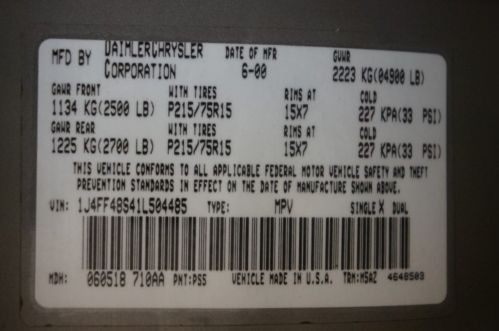 MFD BY DAIMLERCHRYSLER CORPORATION DATE OF MFR 6-00 GVWR 2223 KG(04900 LB)
GAWR FRONT WITH TIRES RIMS AT COLD
1134 KG(2500 LB) P215/75R15 15X7 227 KPA(33 PSI)
GAWR REAR WITH TIRES RIMS AT COLD
1225 KG(2700 LB) P215/75R15 15X7 227 KPA(33 PSI)
THIS VEHICLE CONFORMS TO ALL APPLICABLE FEDERAL MOTOR VEHICLE SAFETY AND THEFT
PREVENTION STANDARDS IN EFFECT ON THE DATE OF MANUFACTURE SHOWN ABOVE.
VIN: 1J4FF48S41L504485 TYPE: MPV SINGLE X DUAL
MDH: 060518 710AA PNT:PS5 VEHICLE MADE IN U.S.A. TRM:M5AZ 4648503